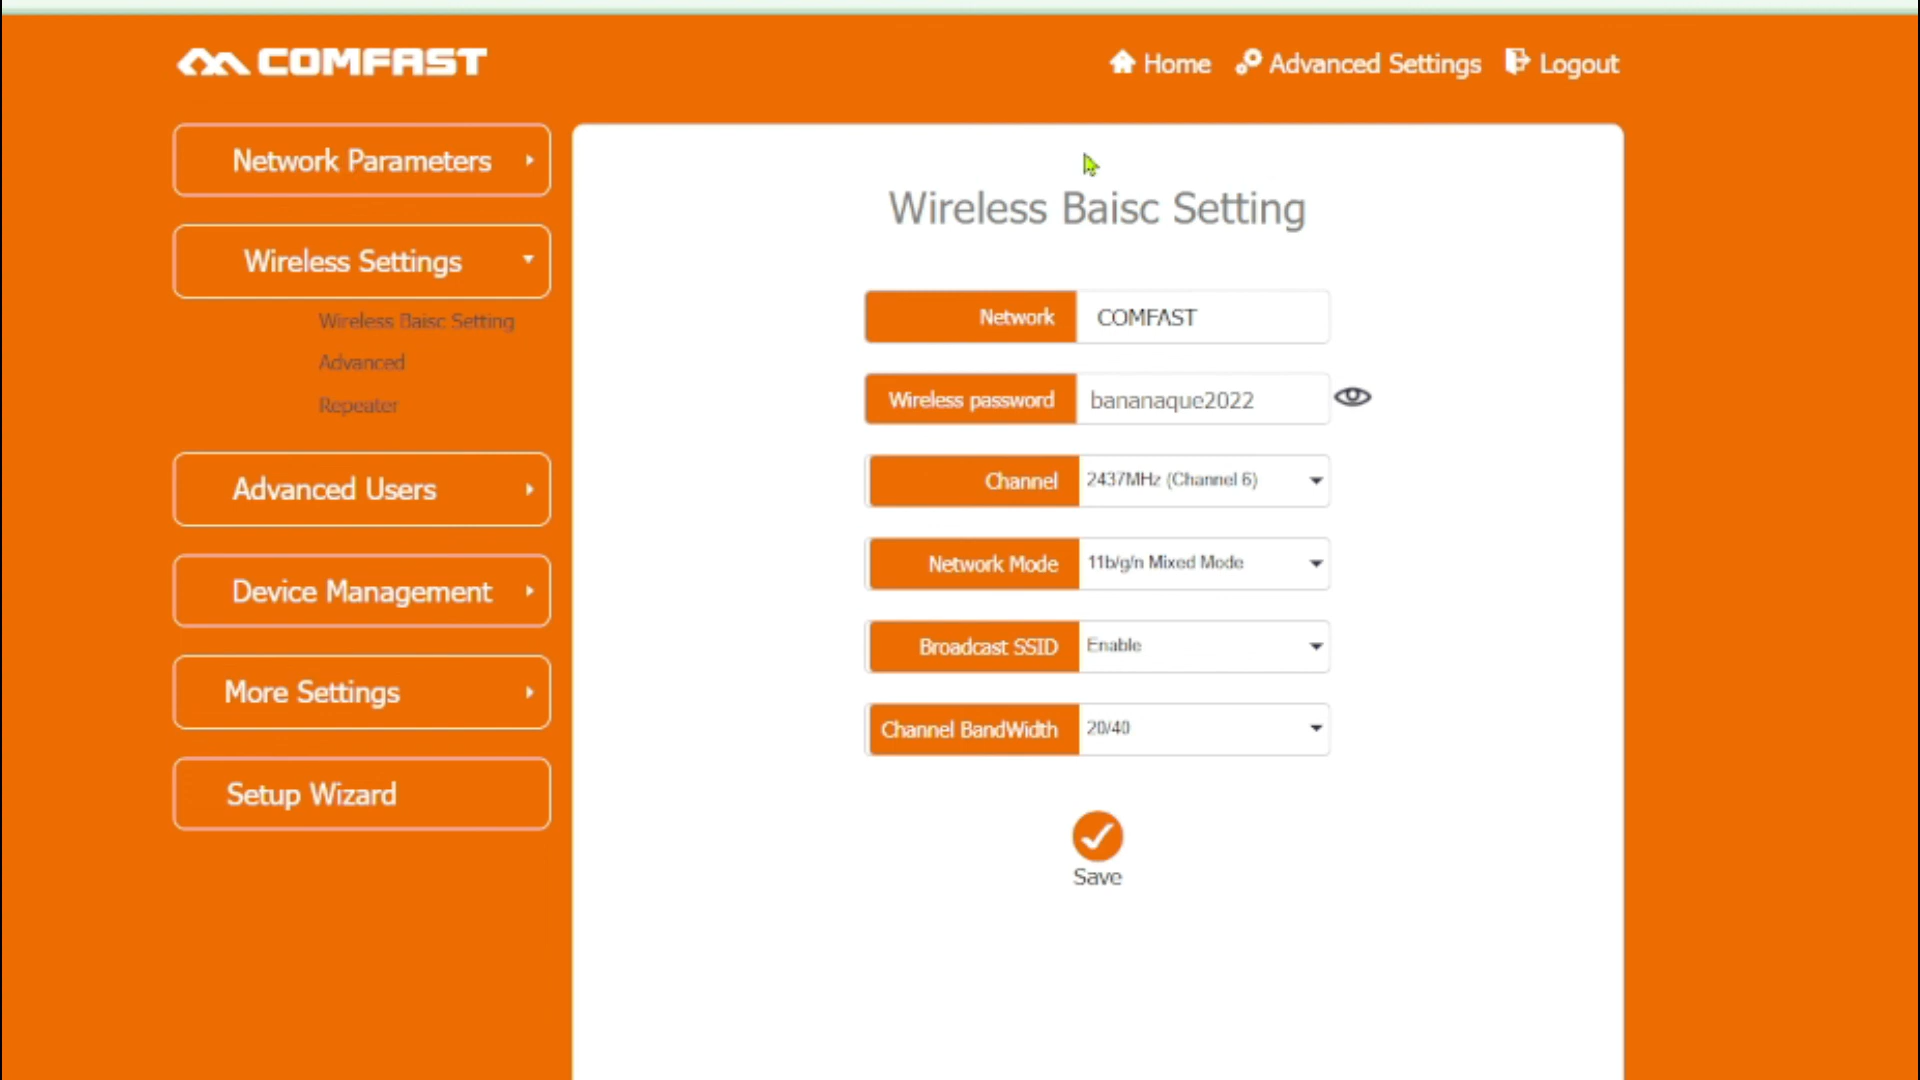 COMFAST
Home Advanced Settings Logout
Network Parameters
Wireless Settings
Wireless Baisc Setting
Advanced
Repeater
Advanced Users
Device Management
More Settings
Setup Wizard
Wireless Baisc Setting
Network COMFAST
Wireless password bananaque2022
Channel 2437MHz (Channel 6)
Network Mode 11b/g/n Mixed Mode
Broadcast SSID Enable
Channel BandWidth 20/40
Save